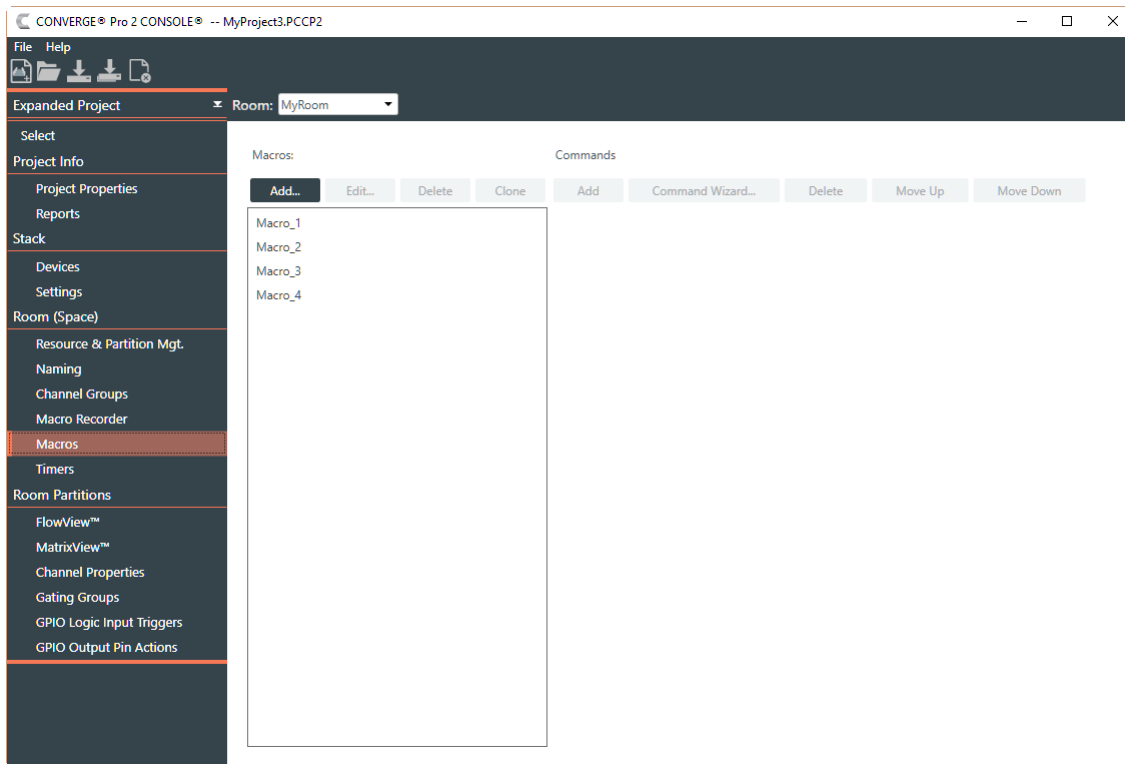 CONVERGE® Pro 2 CONSOLE® -- MyProject3.PCCP2
File Help
Expanded Project
Room: MyRoom
Select
Project Info
Project Properties
Reports
Stack
Devices
Settings
Room (Space)
Resource & Partition Mgt.
Naming
Channel Groups
Macro Recorder
Macros
Timers
Room Partitions
FlowView™
MatrixView™
Channel Properties
Gating Groups
GPIO Logic Input Triggers
GPIO Output Pin Actions
Macros:
Add... Edit... Delete Clone
Macro_1
Macro_2
Macro_3
Macro_4
Commands
Add Command Wizard... Delete Move Up Move Down